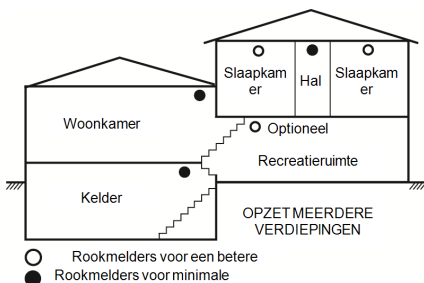 Slaapkam
er
Hal
Slaapkam
er
Woonkamer
Optioneel
Recreatieruimte
Kelder
OPZET MEERDERE
VERDIEPINGEN
Rookmelders voor een betere
Rookmelders voor minimale